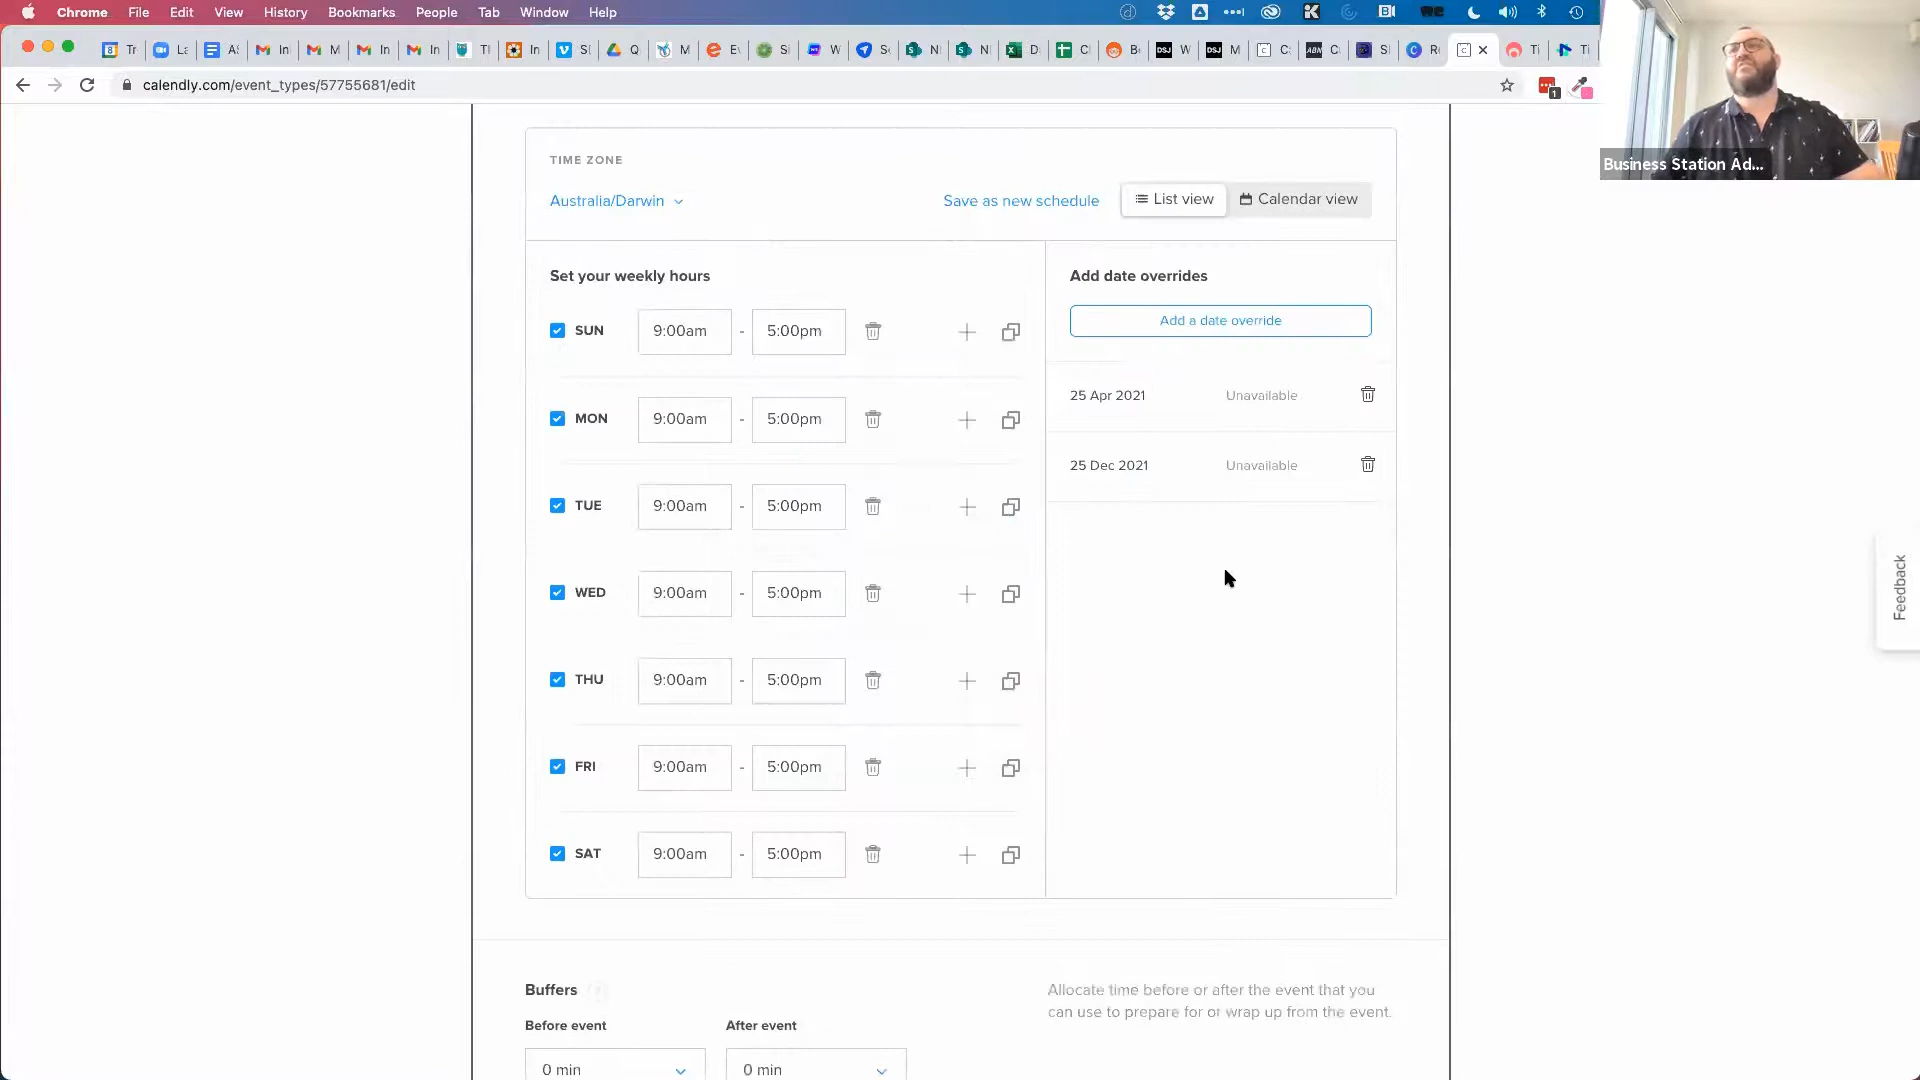 Chrome File Edit View History Bookmarks People Tab Window Help
calendly.com/event_types/57755681/edit
Business Station Ad...
TIME ZONE
Australia/Darwin
Save as new schedule
List view
Calendar view
Set your weekly hours
Add date overrides
SUN 9:00am - 5:00pm
Add a date override
MON 9:00am - 5:00pm
25 Apr 2021 Unavailable
TUE 9:00am - 5:00pm
25 Dec 2021 Unavailable
WED 9:00am - 5:00pm
THU 9:00am - 5:00pm
FRI 9:00am - 5:00pm
SAT 9:00am - 5:00pm
Feedback
Buffers
Allocate time before or after the event that you
can use to prepare for or wrap up from the event.
Before event After event
0 min 0 min